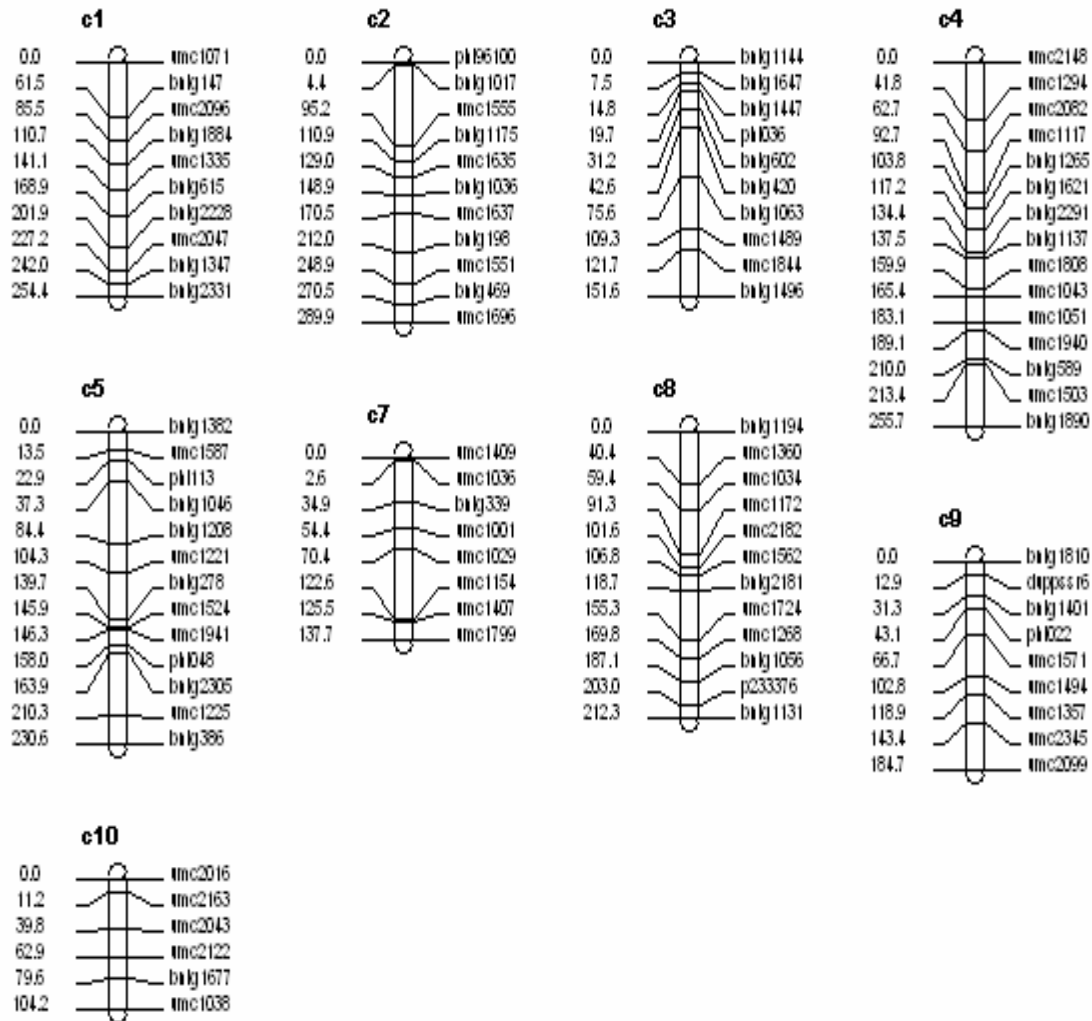 c1
0.0 umc1071
61.5 bnlg147
85.5 umc2096
110.7 bnlg1884
141.1 umc1335
168.9 bnlg615
201.9 bnlg2228
227.2 umc2047
242.0 bnlg1347
254.4 bnlg2331
c2
0.0 phi96100
4.4 bnlg1017
95.2 umc1555
110.9 bnlg1175
129.0 umc1635
148.9 bnlg1036
170.5 umc1637
212.0 bnlg198
248.9 umc1551
270.5 bnlg469
289.9 umc1696
c3
0.0 bnlg1144
7.5 bnlg1647
14.8 bnlg1447
19.7 phi036
31.2 bnlg602
42.6 bnlg420
75.6 bnlg1063
109.3 umc1489
121.7 umc1844
151.6 bnlg1496
c4
0.0 umc2148
41.8 umc1294
62.7 umc2082
92.7 umc1117
103.8 bnlg1265
117.2 bnlg1621
134.4 bnlg2291
137.5 bnlg1137
159.9 umc1808
165.4 umc1043
183.1 umc1051
189.1 umc1940
210.0 bnlg589
213.4 umc1503
255.7 bnlg1890
c5
0.0 bnlg1382
13.5 umc1587
22.9 phi113
37.3 bnlg1046
84.4 bnlg1208
104.3 umc1221
139.7 bnlg278
145.9 umc1524
146.3 umc1941
158.0 phi048
163.9 bnlg2305
210.3 umc1225
230.6 bnlg386
c7
0.0 umc1409
2.6 umc1036
34.9 bnlg339
54.4 umc1001
70.4 umc1029
122.6 umc1154
125.5 umc1407
137.7 umc1799
c8
0.0 bnlg1194
40.4 umc1360
59.4 umc1034
91.3 umc1172
101.6 umc2182
106.8 umc1562
118.7 bnlg2181
155.3 umc1724
169.8 umc1268
187.1 bnlg1056
203.0 p233376
212.3 bnlg1131
c9
0.0 bnlg1810
12.9 duppssr6
31.3 bnlg1401
43.1 phi022
66.7 umc1571
102.8 umc1494
118.9 umc1357
143.4 umc2345
184.7 umc2099
c10
0.0 umc2016
11.2 umc2163
39.8 umc2043
62.9 umc2122
79.6 bnlg1677
104.2 umc1038